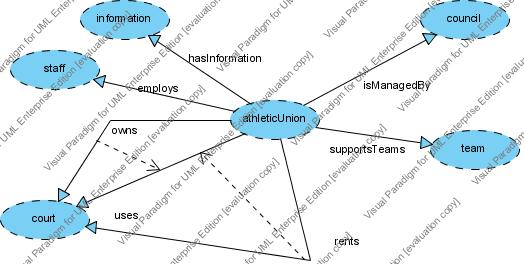 information
council
hasInformation
staff
employs
isManagedBy
athleticUnion
owns
supportsTeams
team
court
uses
rents
Visual Paradigm for UML Enterprise Edition [evaluation copy]